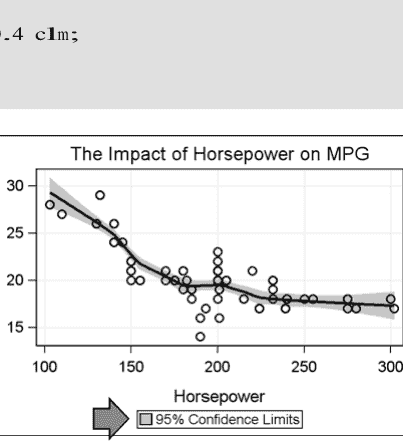 .4 clm;
The Impact of Horsepower on MPG
30
25
20
15
100 150 200 250 300
Horsepower
95% Confidence Limits